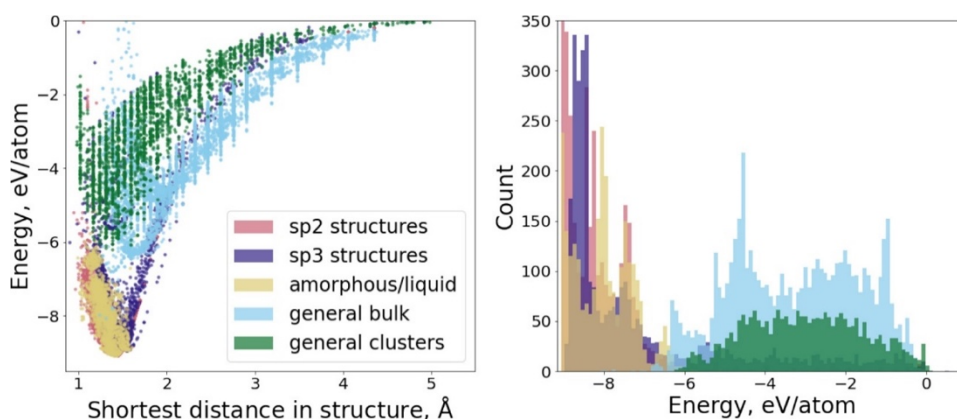 0
−2
−4
−6
−8
Energy, eV/atom
1
2
3
4
5
Shortest distance in structure, Å
sp2 structures
sp3 structures
amorphous/liquid
general bulk
general clusters
350
300
250
200
150
100
50
0
Count
−8
−6
−4
−2
0
Energy, eV/atom